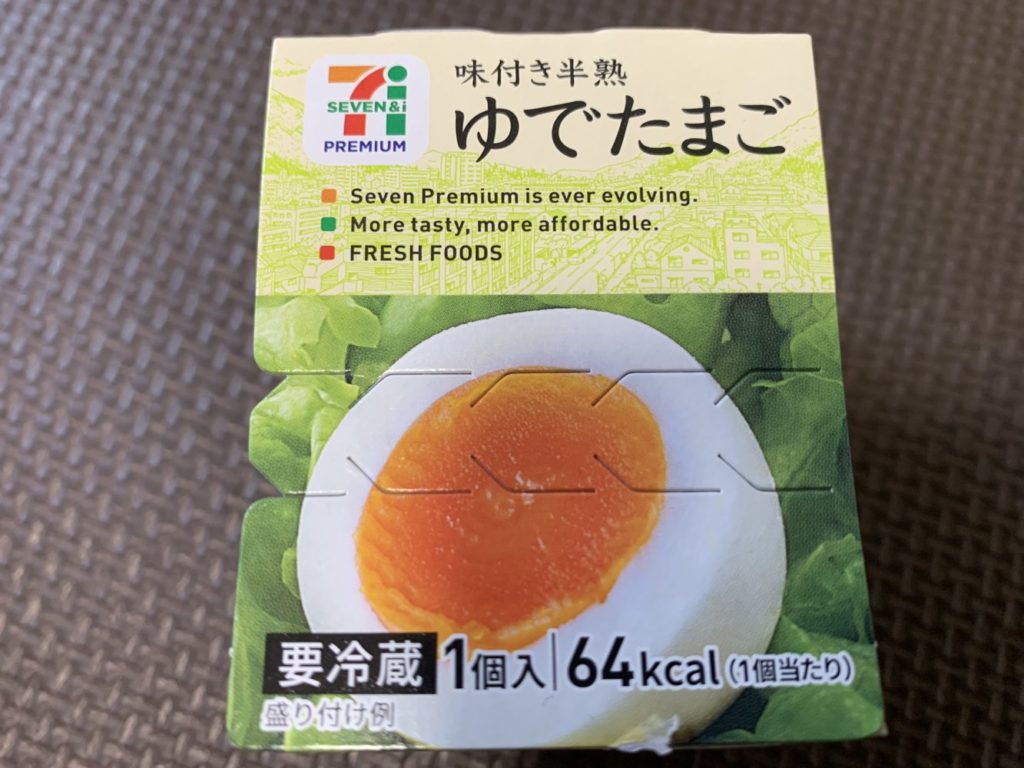 SEVEN&i
PREMIUM
味付き半熟
ゆでたまご
Seven Premium is ever evolving.
More tasty, more affordable.
FRESH FOODS
要冷蔵 1個入 64kcal (1個当たり)
盛り付け例